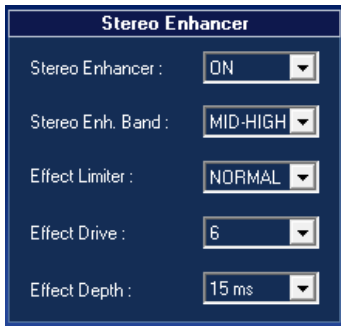 Stereo Enhancer
Stereo Enhancer : ON
Stereo Enh. Band : MID-HIGH
Effect Limiter : NORMAL
Effect Drive : 6
Effect Depth : 15 ms